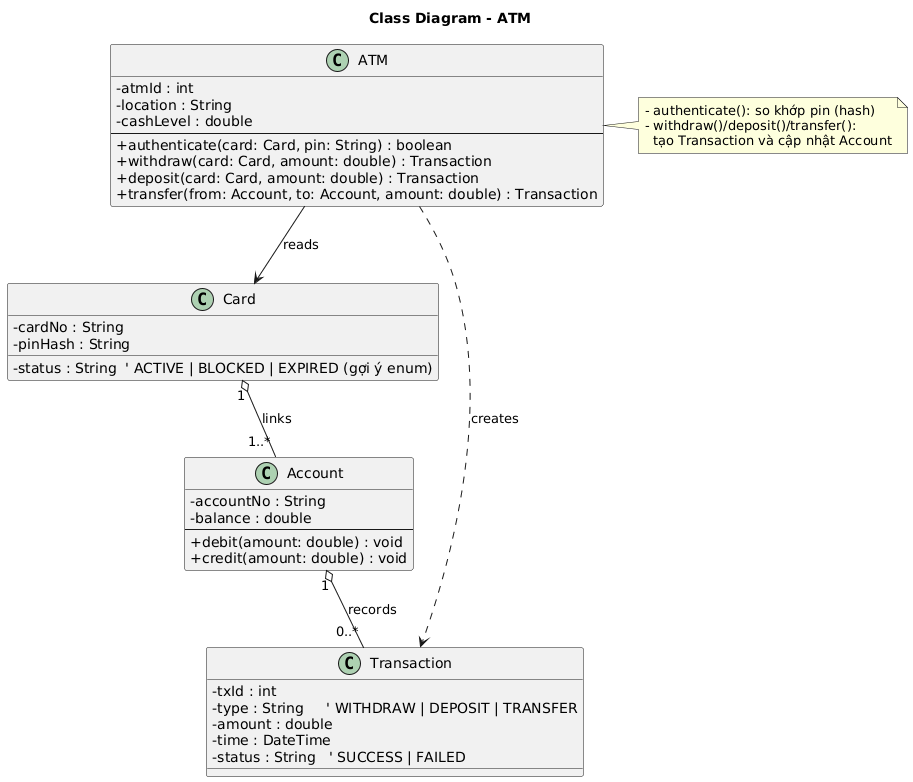 Class Diagram - ATM
C ATM
-atmId : int
-location : String
-cashLevel : double
+authenticate(card: Card, pin: String) : boolean
+withdraw(card: Card, amount: double) : Transaction
+deposit(card: Card, amount: double) : Transaction
+transfer(from: Account, to: Account, amount: double) : Transaction
- authenticate(): so khớp pin (hash)
- withdraw()/deposit()/transfer():
tạo Transaction và cập nhật Account
reads
C Card
-cardNo : String
-pinHash : String
-status : String ' ACTIVE | BLOCKED | EXPIRED (gợi ý enum)
1
links
creates
1..*
C Account
-accountNo : String
-balance : double
+debit(amount: double) : void
+credit(amount: double) : void
1
records
0..*
C Transaction
-txId : int
-type : String ' WITHDRAW | DEPOSIT | TRANSFER
-amount : double
-time : DateTime
-status : String ' SUCCESS | FAILED